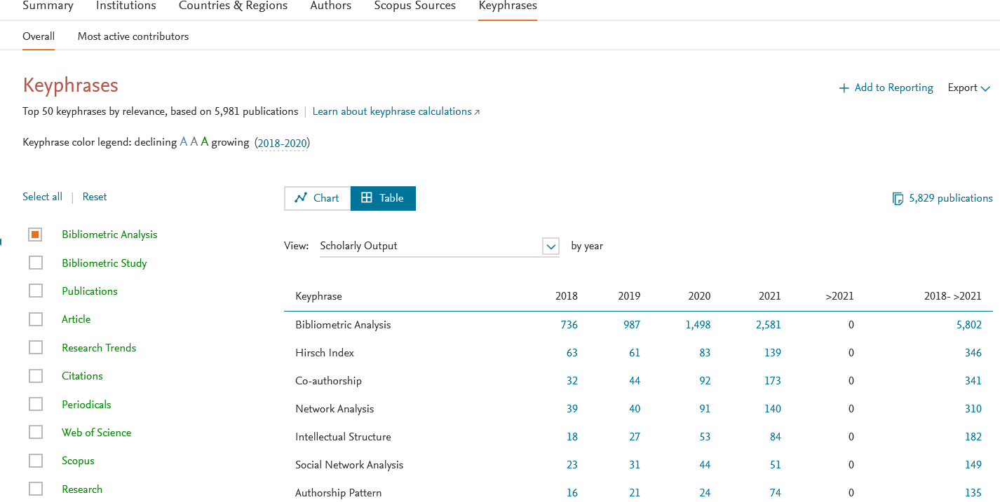 Summary Institutions Countries & Regions Authors Scopus Sources Keyphrases
Overall Most active contributors
Keyphrases
+ Add to Reporting Export
Top 50 keyphrases by relevance, based on 5,981 publications | Learn about keyphrase calculations ↗
Keyphrase color legend: declining A A A growing (2018-2020)
Select all | Reset
Chart Table
5,829 publications
Bibliometric Analysis
Bibliometric Study
Publications
Article
Research Trends
Citations
Periodicals
Web of Science
Scopus
Research
View: Scholarly Output by year
Keyphrase 2018 2019 2020 2021 >2021 2018- >2021
Bibliometric Analysis 736 987 1,498 2,581 0 5,802
Hirsch Index 63 61 83 139 0 346
Co-authorship 32 44 92 173 0 341
Network Analysis 39 40 91 140 0 310
Intellectual Structure 18 27 53 84 0 182
Social Network Analysis 23 31 44 51 0 149
Authorship Pattern 16 21 24 74 0 135